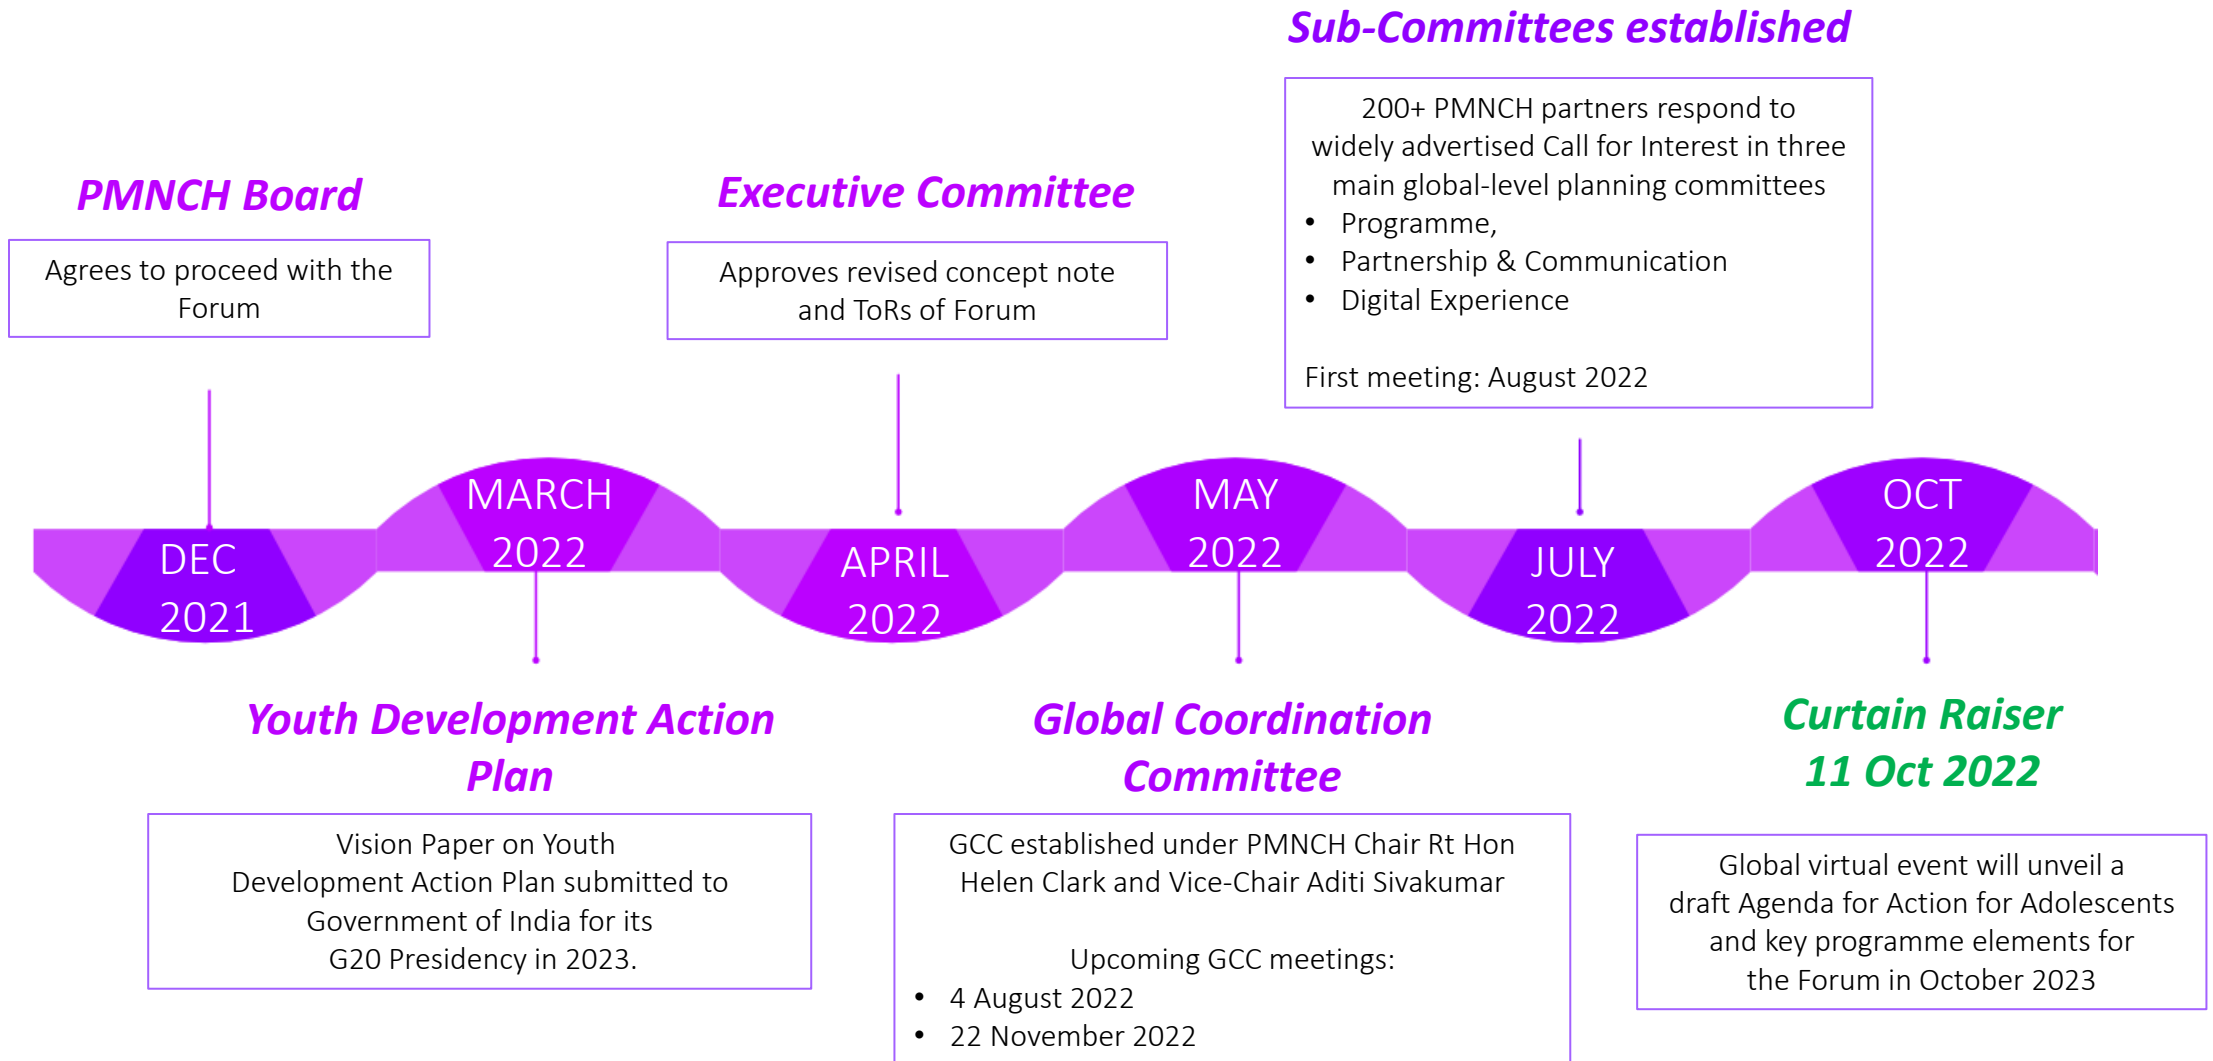 Sub-Committees established
200+ PMNCH partners respond to
widely advertised Call for Interest in three
main global-level planning committees
• Programme,
• Partnership & Communication
• Digital Experience
First meeting: August 2022
PMNCH Board
Agrees to proceed with the
Forum
Executive Committee
Approves revised concept note
and ToRs of Forum
DEC
2021
MARCH
2022
APRIL
2022
MAY
2022
JULY
2022
OCT
2022
Youth Development Action
Plan
Vision Paper on Youth
Development Action Plan submitted to
Government of India for its
G20 Presidency in 2023.
Global Coordination
Committee
GCC established under PMNCH Chair Rt Hon
Helen Clark and Vice-Chair Aditi Sivakumar
Upcoming GCC meetings:
• 4 August 2022
• 22 November 2022
Curtain Raiser
11 Oct 2022
Global virtual event will unveil a
draft Agenda for Action for Adolescents
and key programme elements for
the Forum in October 2023